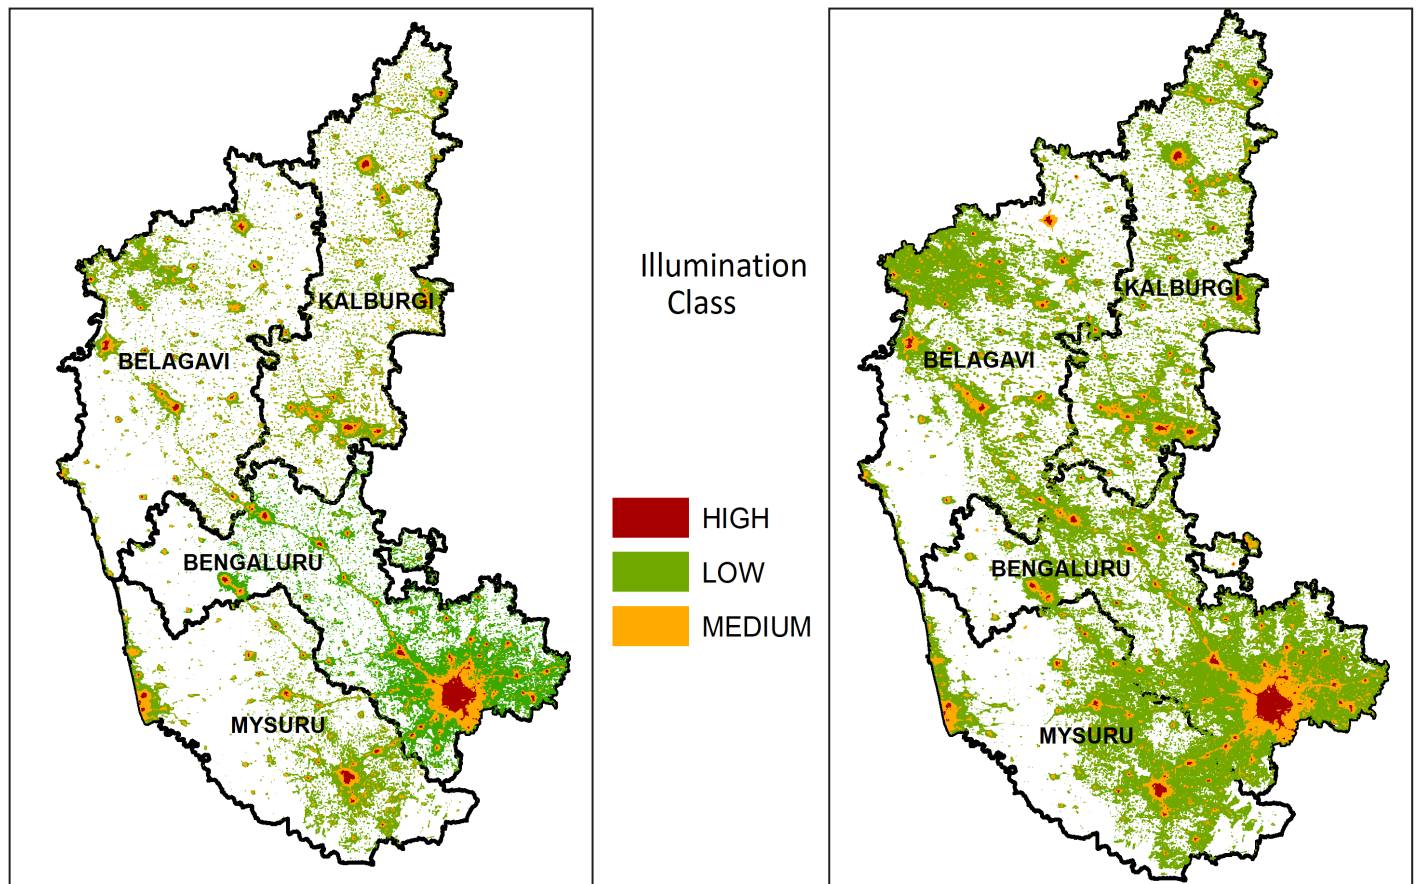 KALBURGI
BELAGAVI
BENGALURU
MYSURU
Illumination
Class
HIGH
LOW
MEDIUM
KALBURGI
BELAGAVI
BENGALURU
MYSURU